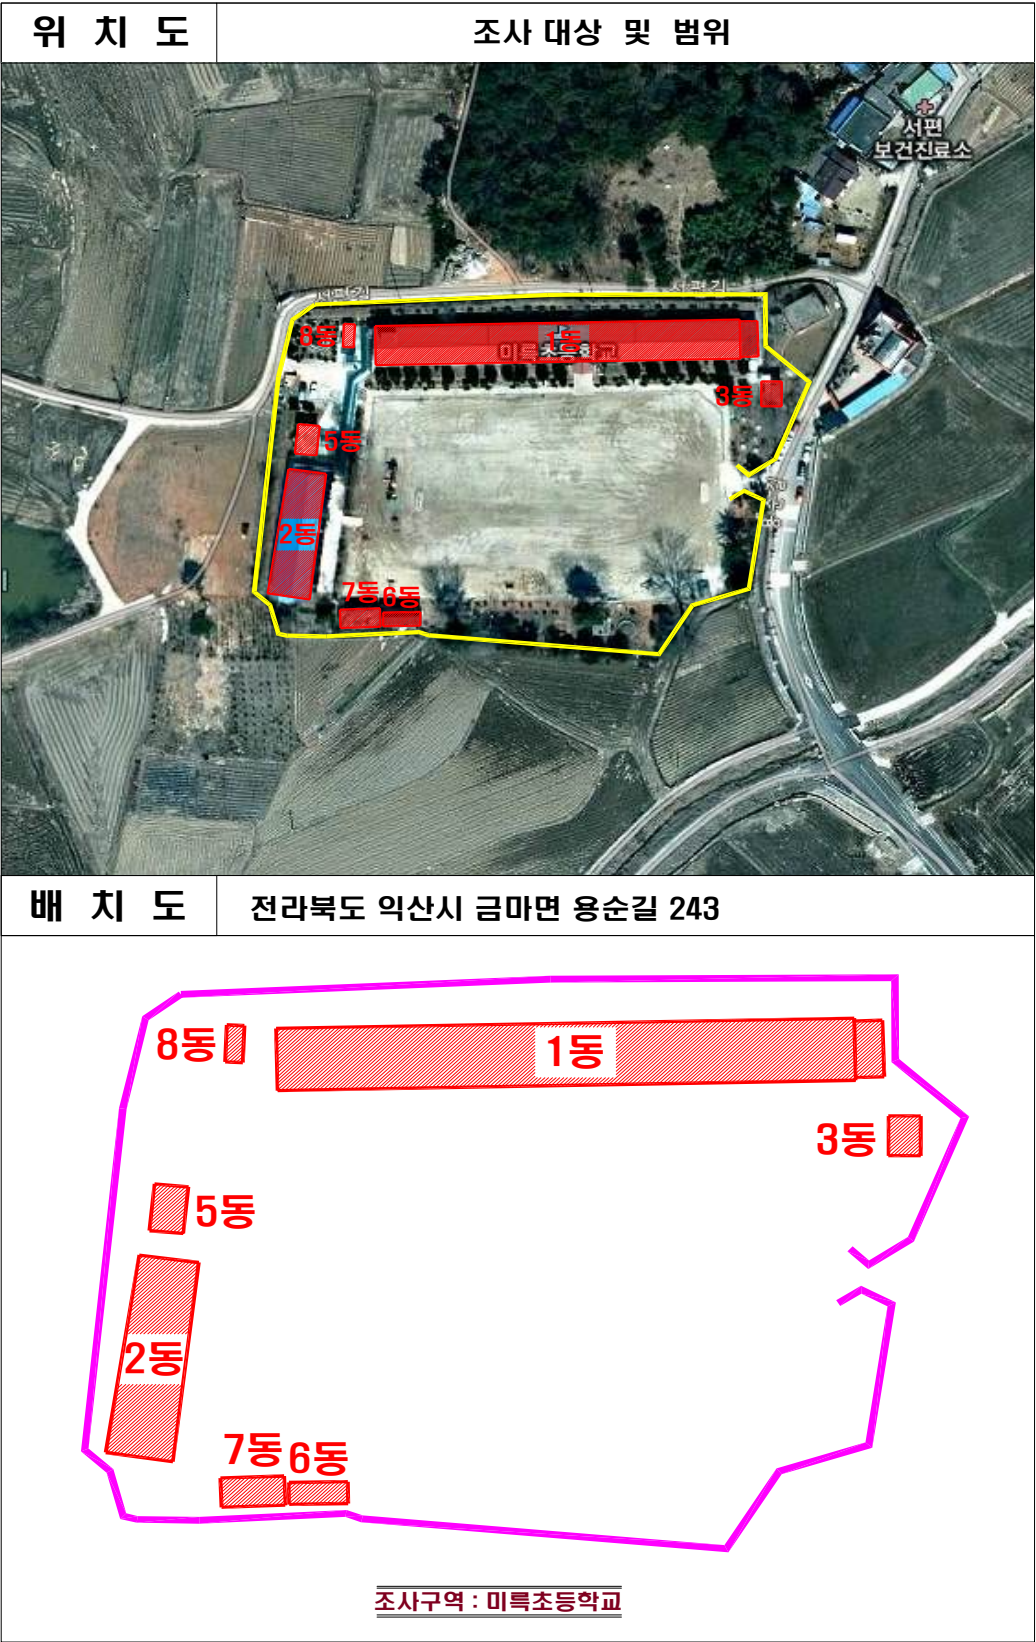 위 치 도
조사 대상 및 범위
서편
보건진료소
서편길
서편길
8동
1동
미륵초등학교
3동
5동
2동
7동
6동
배 치 도
전라북도 익산시 금마면 용순길 243
8동
1동
3동
5동
2동
7동
6동
조사구역 : 미륵초등학교